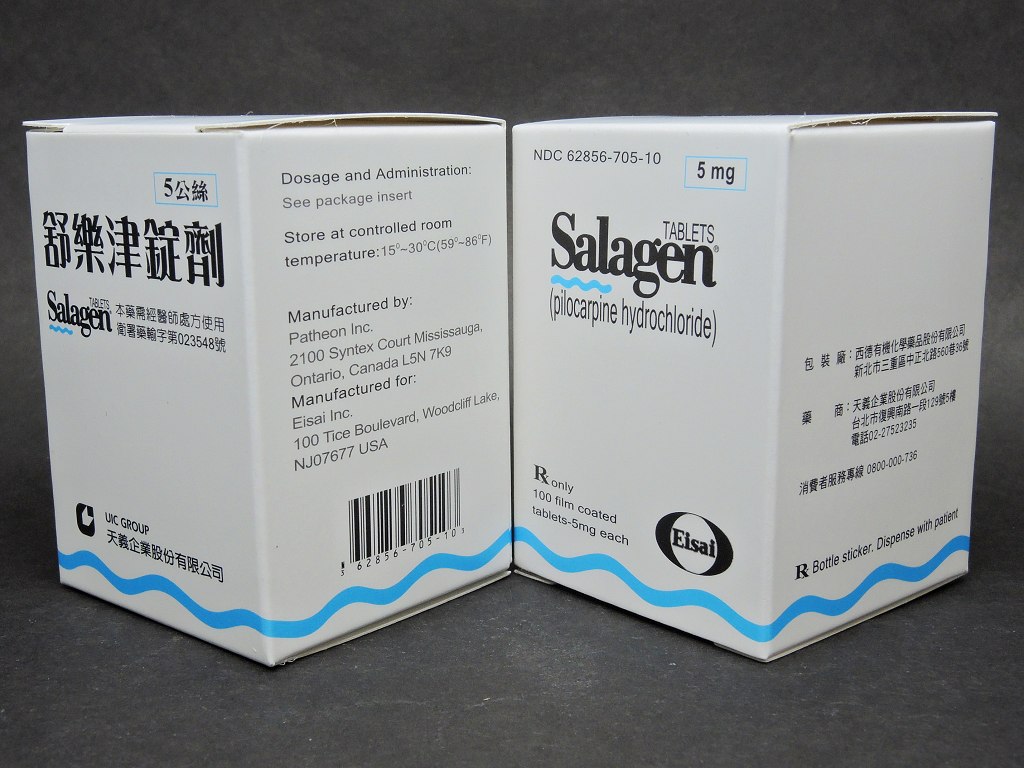 5公絲
舒樂津錠劑
TABLETS
Salagen
本藥需經醫師處方使用
衛署藥輸字第023548號
UIC GROUP
天義企業股份有限公司
Dosage and Administration:
See package insert
Store at controlled room
temperature:15°~30°C(59°~86°F)
Manufactured by:
Patheon Inc.
2100 Syntex Court Mississauga,
Ontario, Canada L5N 7K9
Manufactured for:
Eisai Inc.
100 Tice Boulevard, Woodcliff Lake,
NJ07677 USA
N
3 62856-705-10 5
NDC 62856-705-10
5 mg
TABLETS
Salagen®
(pilocarpine hydrochloride)
Rx only
100 film coated
tablets-5mg each
Eisai
包裝廠：西德有機化學藥品股份有限公司
新北市三重區中正北路560巷36號
藥商：天義企業股份有限公司
台北市復興南路一段129號5樓
電話02-27523235
消費者服務專線 0800-000-736
Rx Bottle sticker. Dispense with patient